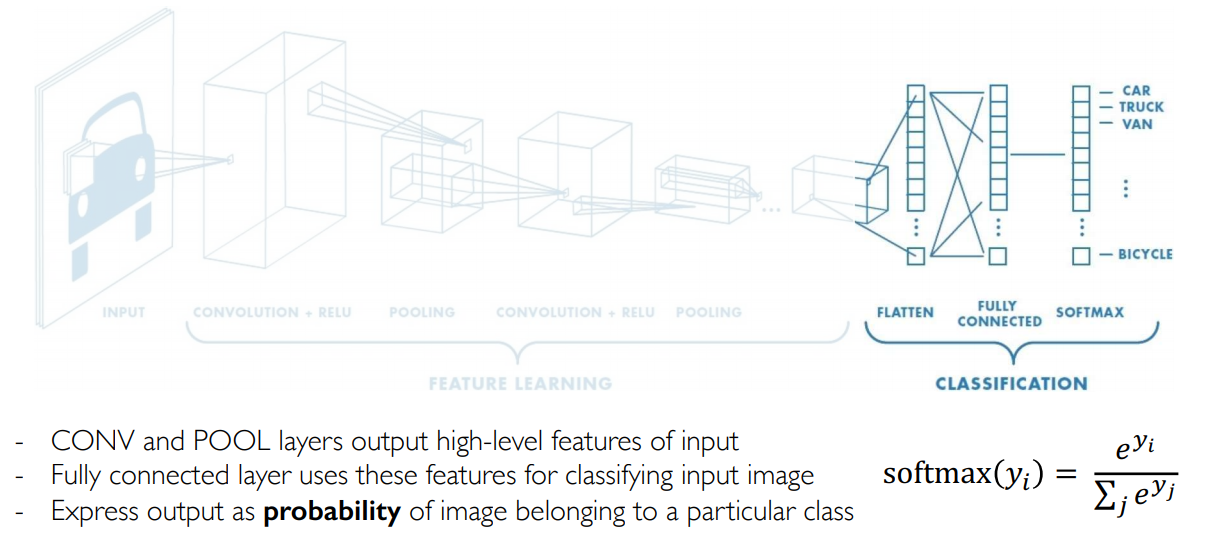 CAR
TRUCK
VAN
BICYCLE
INPUT
CONVOLUTION + RELU
POOLING
CONVOLUTION + RELU
POOLING
FLATTEN
FULLY
CONNECTED
SOFTMAX
FEATURE LEARNING
CLASSIFICATION
- CONV and POOL layers output high-level features of input
- Fully connected layer uses these features for classifying input image
- Express output as probability of image belonging to a particular class
softmax(yᵢ) = e^{yᵢ} / Σⱼ e^{yⱼ}